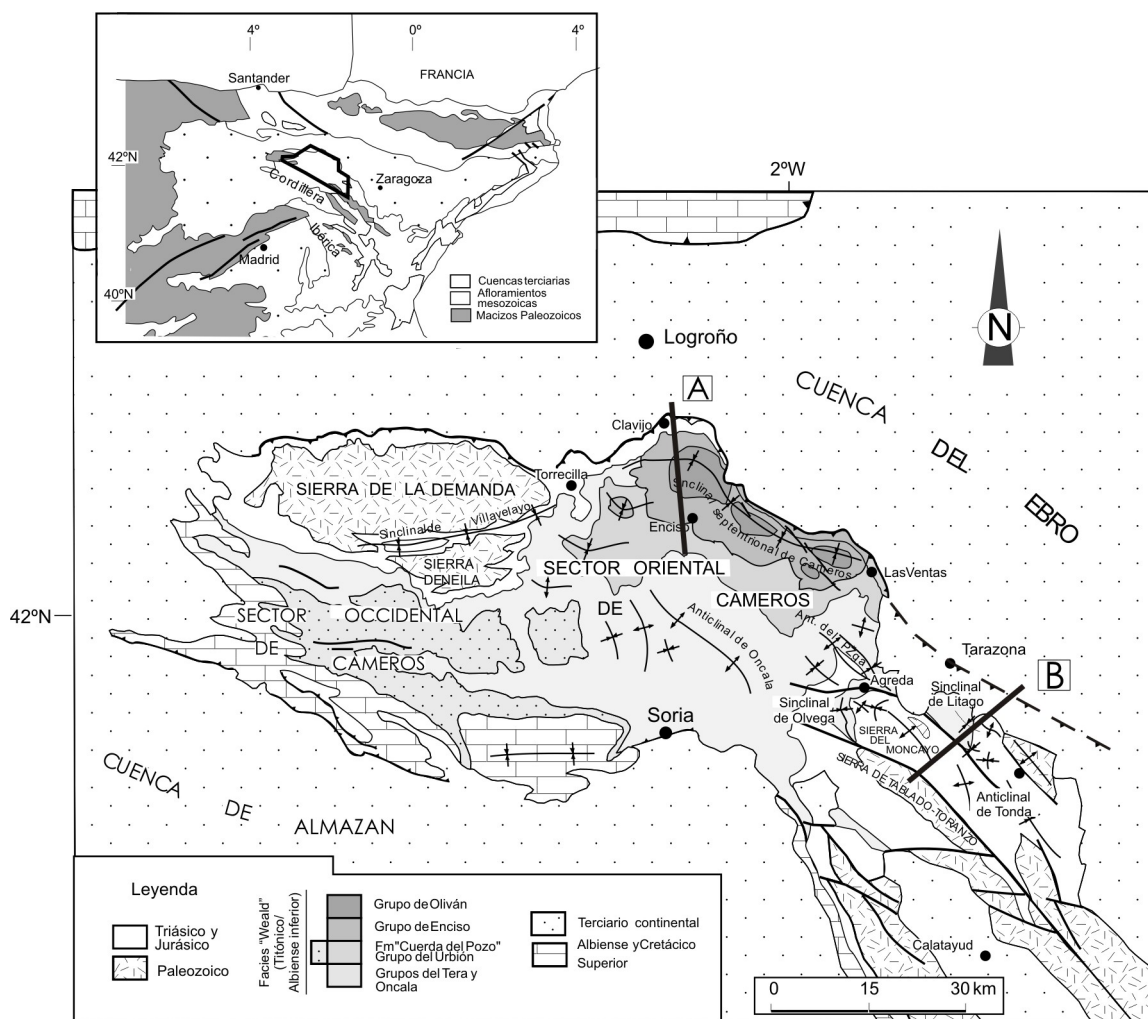 4º
0º
4º
Santander
FRANCIA
42ºN
Zaragoza
Cordillera
Ibérica
Madrid
40ºN
Cuencas terciarias
Afloramientos
mesozoicas
Macizos Paleozoicos
2ºW
N
Logroño
CUENCA
DEL
EBRO
A
Clavijo
Torrecilla
SIERRA DE LA DEMANDA
Sinclinal de Villavelayo
Enciso
Sinclinal septentrional de Cameros
SIERRA
DE NEILA
SECTOR ORIENTAL
DE
CAMEROS
Las Ventas
42ºN
SECTOR OCCIDENTAL
DE
CAMEROS
Anticlinal de Oncala
Ant. del PZga
Tarazona
Agreda
B
Sinclinal
de Litago
Sinclinal
de Olvega
SIERRA
DEL
MONCAYO
Soria
SIERRA DE TABLADO-TORANZO
Anticlinal
de Tonda
CUENCA
DE
ALMAZAN
Calatayud
Leyenda
Triásico y
Jurásico
Paleozoico
Facies "Weald"
(Titónico/
Albiense inferior)
Grupo de Oliván
Grupo de Enciso
Fm "Cuerda del Pozo"
Grupo del Urbión
Grupos del Tera y
Oncala
Terciario continental
Albiense y Cretácico
Superior
0 15 30 km